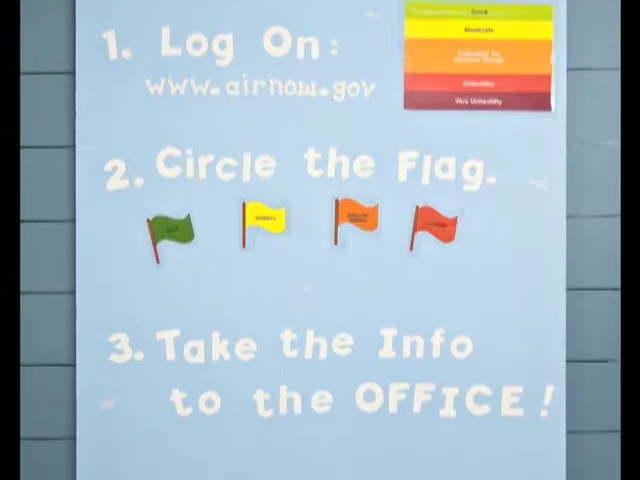 1. Log On:
www.airnow.gov
Good
Moderate
Unhealthy for
Sensitive Groups
Unhealthy
Very Unhealthy
2. Circle the Flag.
3. Take the Info
to the OFFICE!